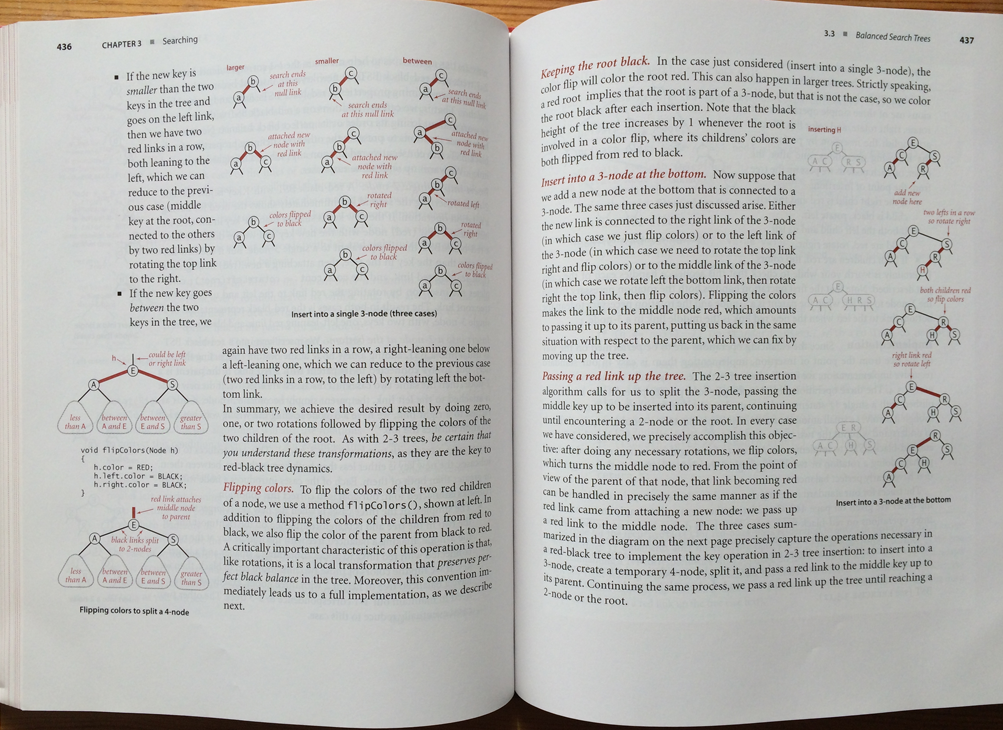 436 CHAPTER 3 ■ Searching
■ If the new key is
smaller than the two
keys in the tree and
goes on the left link,
then we have two
red links in a row,
both leaning to the
left, which we can
reduce to the previ-
ous case (middle
key at the root, con-
nected to the others
by two red links) by
rotating the top link
to the right.
■ If the new key goes
between the two
keys in the tree, we
larger
b
a
search ends
at this
null link
attached new
node with
red link
b
a c
colors flipped
to black
b
a c
smaller
c
b
search ends
at this null link
c
b
a
attached new
node with
red link
rotated
right
b
a c
colors flipped
to black
b
a c
between
c
a
search ends
at this null link
c
a
b
attached new
node with
red link
c
b
a
rotated left
rotated
right
b
a c
colors flipped
to black
b
a c
Insert into a single 3-node (three cases)
again have two red links in a row, a right-leaning one below
a left-leaning one, which we can reduce to the previous case
(two red links in a row, to the left) by rotating left the bot-
tom link.
In summary, we achieve the desired result by doing zero,
one, or two rotations followed by flipping the colors of the
two children of the root. As with 2-3 trees, be certain that
you understand these transformations, as they are the key to
red-black tree dynamics.
Flipping colors. To flip the colors of the two red children
of a node, we use a method flipColors(), shown at left. In
addition to flipping the colors of the children from red to
black, we also flip the color of the parent from black to red.
A critically important characteristic of this operation is that,
like rotations, it is a local transformation that preserves per-
fect black balance in the tree. Moreover, this convention im-
mediately leads us to a full implementation, as we describe
next.
h
could be left
or right link
E
A S
less
than A
between
A and E
between
E and S
greater
than S
void flipColors(Node h)
{
h.color = RED;
h.left.color = BLACK;
h.right.color = BLACK;
}
red link attaches
middle node
to parent
E
A S
black links split
to 2-nodes
less
than A
between
A and E
between
E and S
greater
than S
Flipping colors to split a 4-node
3.3 ■ Balanced Search Trees 437
Keeping the root black. In the case just considered (insert into a single 3-node), the
color flip will color the root red. This can also happen in larger trees. Strictly speaking,
a red root implies that the root is part of a 3-node, but that is not the case, so we color
the root black after each insertion. Note that the black
height of the tree increases by 1 whenever the root is
involved in a color flip, where its childrens' colors are
both flipped from red to black.
Insert into a 3-node at the bottom. Now suppose that
we add a new node at the bottom that is connected to a
3-node. The same three cases just discussed arise. Either
the new link is connected to the right link of the 3-node
(in which case we just flip colors) or to the left link of
the 3-node (in which case we need to rotate the top link
right and flip colors) or to the middle link of the 3-node
(in which case we rotate left the bottom link, then rotate
right the top link, then flip colors). Flipping the colors
makes the link to the middle node red, which amounts
to passing it up to its parent, putting us back in the same
situation with respect to the parent, which we can fix by
moving up the tree.
Passing a red link up the tree. The 2-3 tree insertion
algorithm calls for us to split the 3-node, passing the
middle key up to be inserted into its parent, continuing
until encountering a 2-node or the root. In every case
we have considered, we precisely accomplish this objec-
tive: after doing any necessary rotations, we flip colors,
which turns the middle node to red. From the point of
view of the parent of that node, that link becoming red
can be handled in precisely the same manner as if the
red link came from attaching a new node: we pass up
a red link to the middle node. The three cases sum-
marized in the diagram on the next page precisely capture the operations necessary in
a red-black tree to implement the key operation in 2-3 tree insertion: to insert into a
3-node, create a temporary 4-node, split it, and pass a red link to the middle key up to
its parent. Continuing the same process, we pass a red link up the tree until reaching a
2-node or the root.
inserting H
E
A C R S
E
C S
A R
add new
node here
two lefts in a row
so rotate right
E
C S
A R
H
E
A C H R S
both children red
so flip colors
E
C R
A H S
right link red
so rotate left
E
C R
A H S
E R
A C H S
R
E S
C H
A
Insert into a 3-node at the bottom